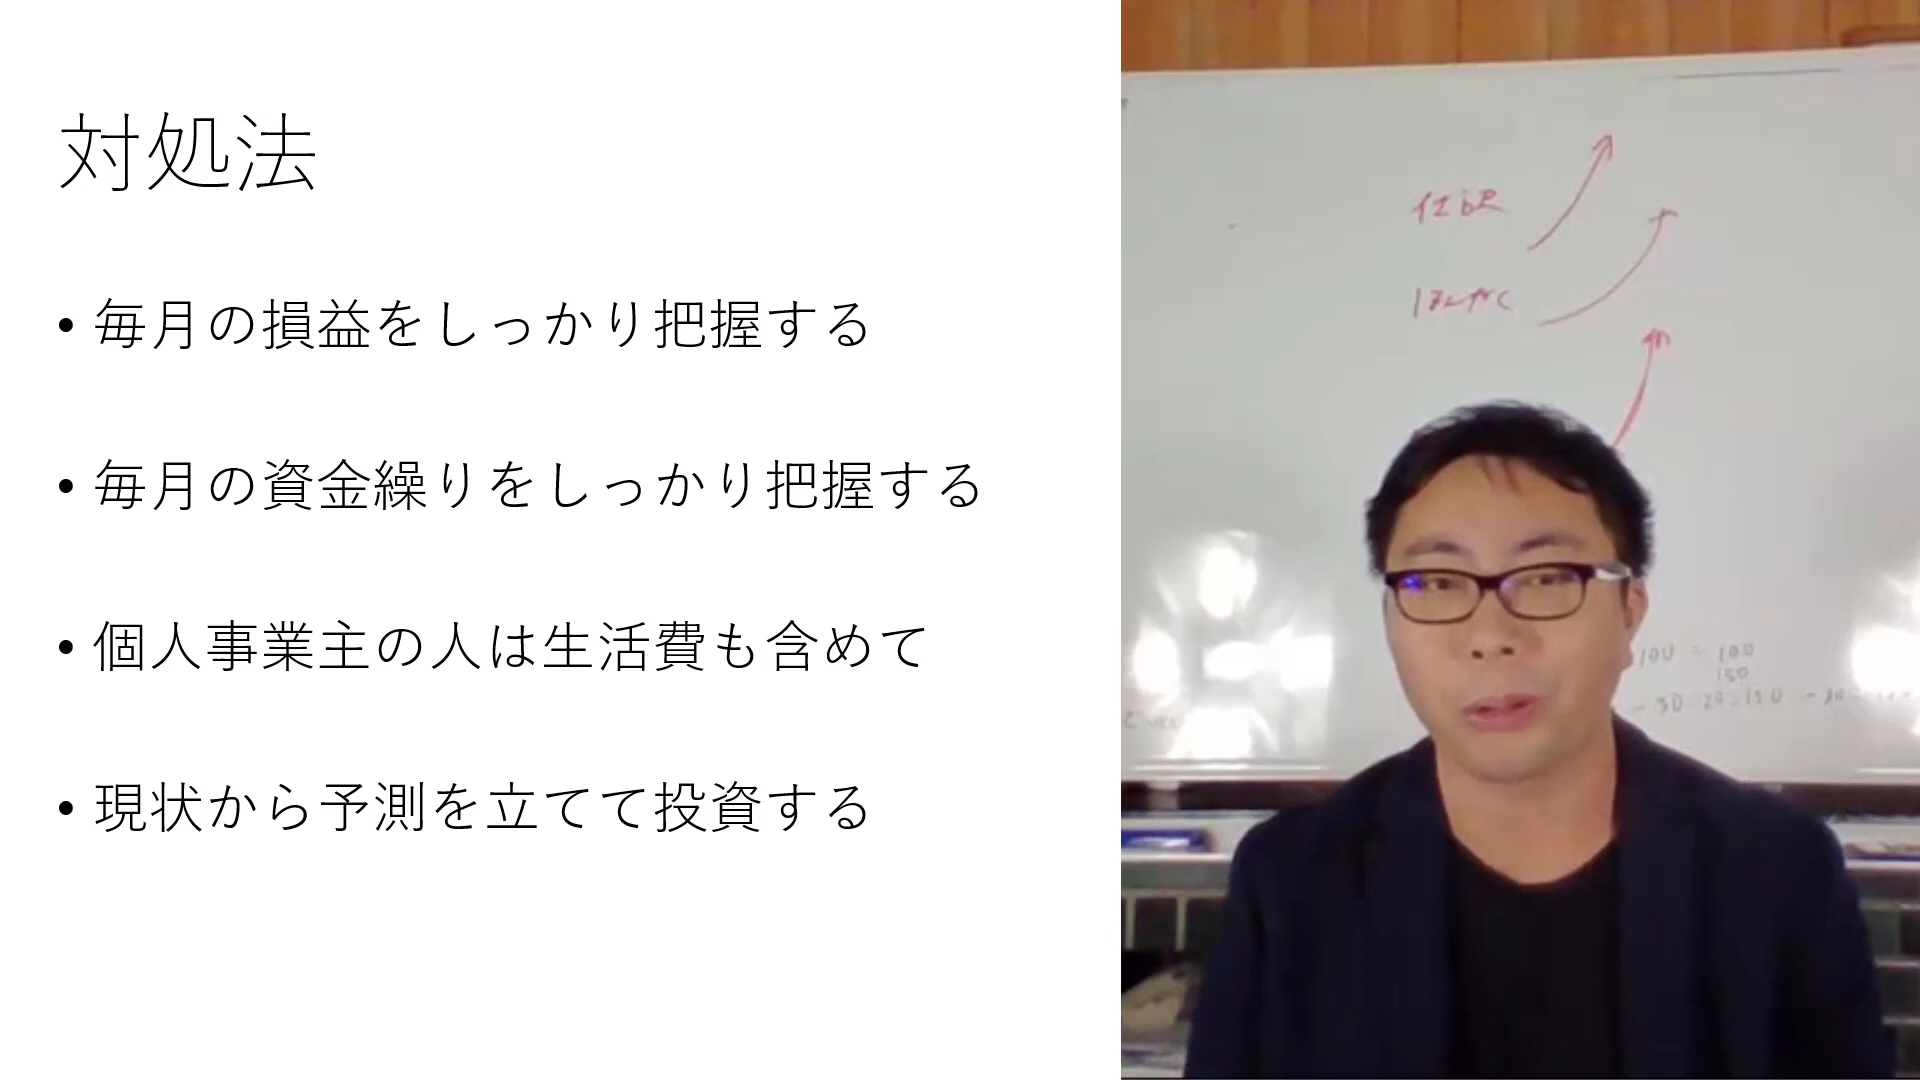 対処法
• 毎月の損益をしっかり把握する
• 毎月の資金繰りをしっかり把握する
• 個人事業主の人は生活費も含めて
• 現状から予測を立てて投資する
仕訳
100 - 100
150